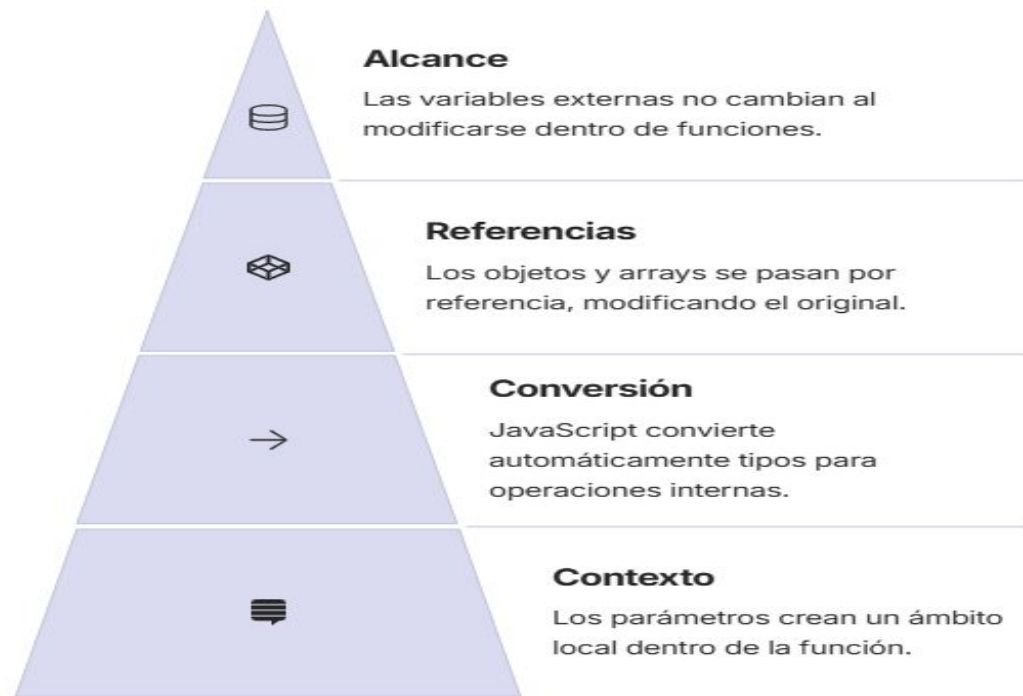 Alcance
Las variables externas no cambian al
modificarse dentro de funciones.
Referencias
Los objetos y arrays se pasan por
referencia, modificando el original.
Conversión
JavaScript convierte
automáticamente tipos para
operaciones internas.
Contexto
Los parámetros crean un ámbito
local dentro de la función.